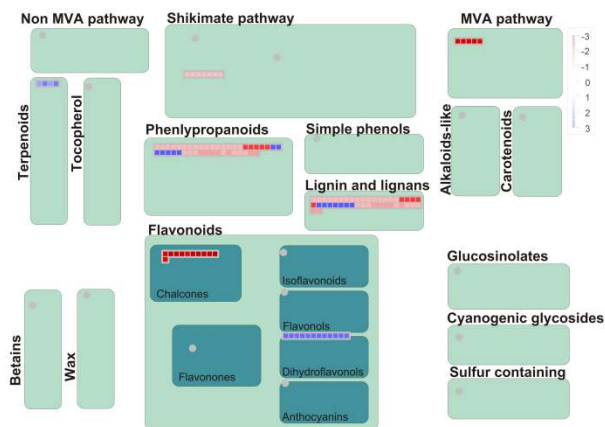 Non MVA pathway
Shikimate pathway
MVA pathway
-3
-2
-1
0
1
2
3
Terpenoids
Tocopherol
Phenlypropanoids
Simple phenols
Alkaloids-like
Carotenoids
Lignin and lignans
Flavonoids
Chalcones
Isoflavonoids
Flavonols
Flavonones
Dihydroflavonols
Anthocyanins
Betains
Wax
Glucosinolates
Cyanogenic glycosides
Sulfur containing